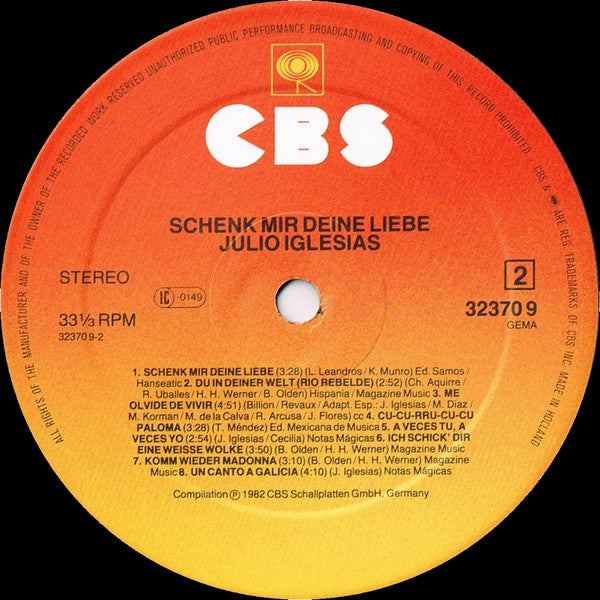 ALL RIGHTS OF THE MANUFACTURER AND OF THE OWNER OF THE RECORDED WORK RESERVED UNAUTHORIZED PUBLIC PERFORMANCE BROADCASTING AND COPYING OF THIS RECORD PROHIBITED. CBS & ARE REG. TRADEMARKS OF CBS INC. MADE IN HOLLAND
CBS
SCHENK MIR DEINE LIEBE
JULIO IGLESIAS
STEREO
33⅓ RPM
32370 9-2
LC -0149
2
32370 9
GEMA
1. SCHENK MIR DEINE LIEBE (3:28) (L. Leandros / K. Munro) Ed. Samos /
Hanseatic 2. DU IN DEINER WELT (RIO REBELDE) (2:52) (Ch. Aquirre /
R. Uballes / H. H. Werner / B. Olden) Hispania / Magazine Music 3. ME
OLVIDE DE VIVIR (4:51) (Billion / Revaux / Adapt. Esp.: J. Iglesias / M. Diaz /
M. Korman / M. de la Calva / R. Arcusa / J. Flores) cc 4. CU-CU-RRU-CU-CU
PALOMA (3:28) (T. Méndez) Ed. Mexicana de Musica 5. A VECES TU, A
VECES YO (2:54) (J. Iglesias / Cecilia) Notas Mágicas 6. ICH SCHICK' DIR
EINE WEISSE WOLKE (3:50) (B. Olden / H. H. Werner) Magazine Music
7. KOMM WIEDER MADONNA (3:10) (B. Olden / H. H. Werner) Magazine
Music 8. UN CANTO A GALICIA (4:10) (J. Iglesias) Notas Mágicas
Compilation ℗ 1982 CBS Schallplatten GmbH, Germany